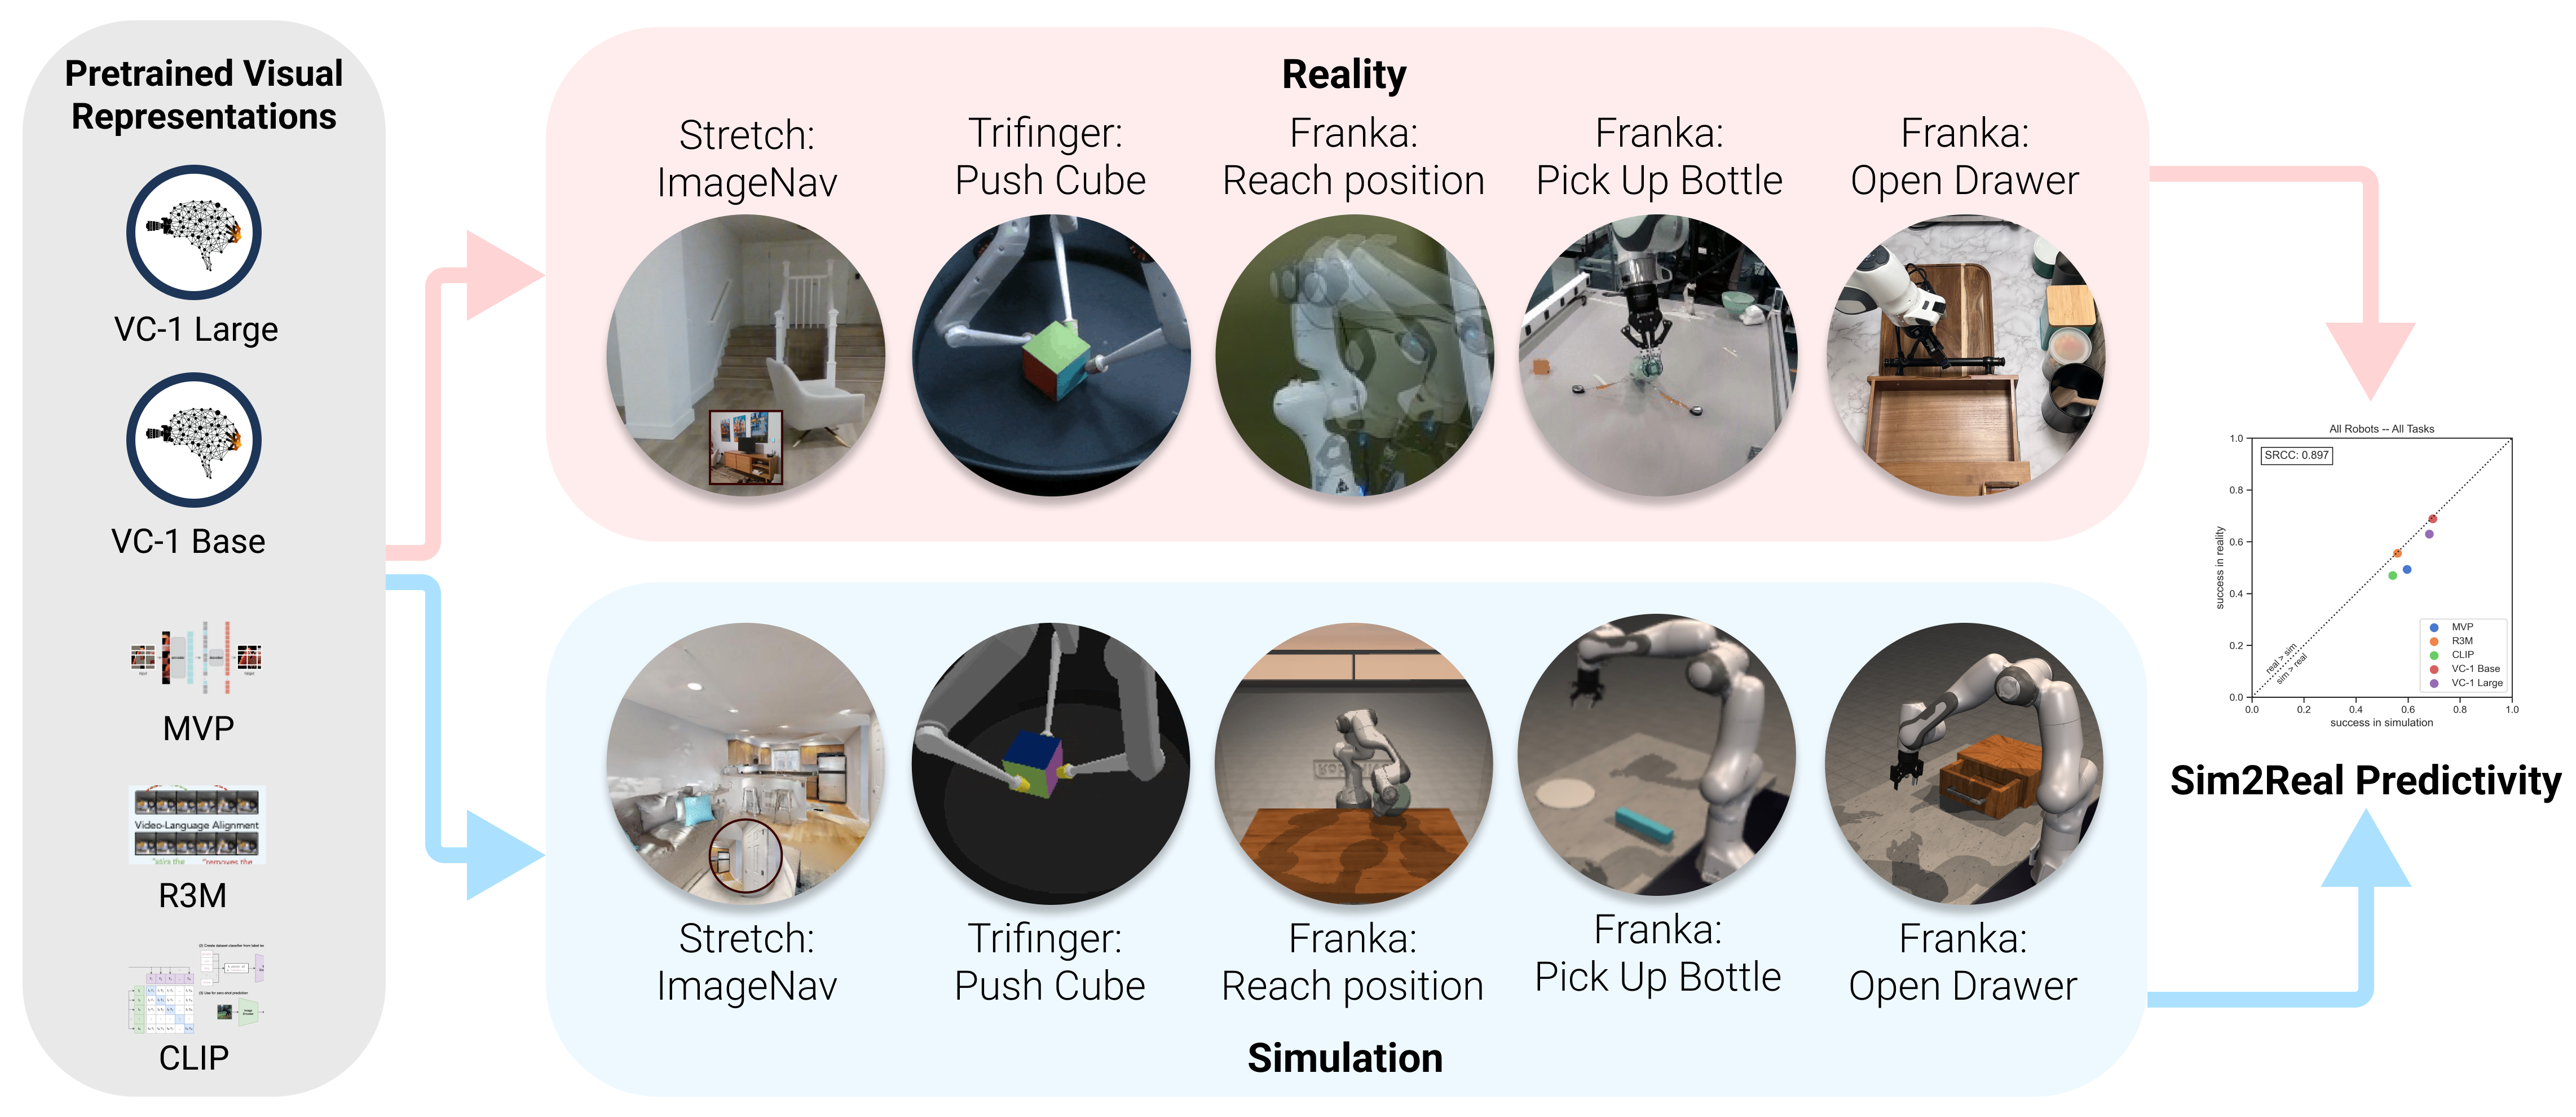 Pretrained Visual
Representations
VC-1 Large
VC-1 Base
MVP
Video-Language Alignment
"stirs the "removes the
R3M
CLIP
Reality
Stretch:
ImageNav
Trifinger:
Push Cube
Franka:
Reach position
Franka:
Pick Up Bottle
Franka:
Open Drawer
Stretch:
ImageNav
Trifinger:
Push Cube
Franka:
Reach position
Franka:
Pick Up Bottle
Franka:
Open Drawer
Simulation
All Robots -- All Tasks
SRCC: 0.897
success in reality
1.0
0.8
0.6
0.4
0.2
0.0
real > sim
sim > real
MVP
R3M
CLIP
VC-1 Base
VC-1 Large
0.0 0.2 0.4 0.6 0.8 1.0
success in simulation
Sim2Real Predictivity